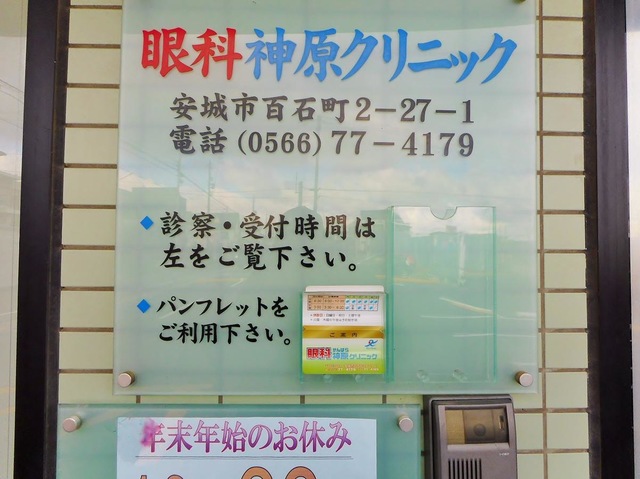 眼科 神原クリニック
安城市百石町2-27-1
電話 (0566) 77-4179
◆診察・受付時間は
左をご覧下さい。
◆パンフレットを
ご利用下さい。
ご案内
眼科 神原クリニック
年末年始のお休み